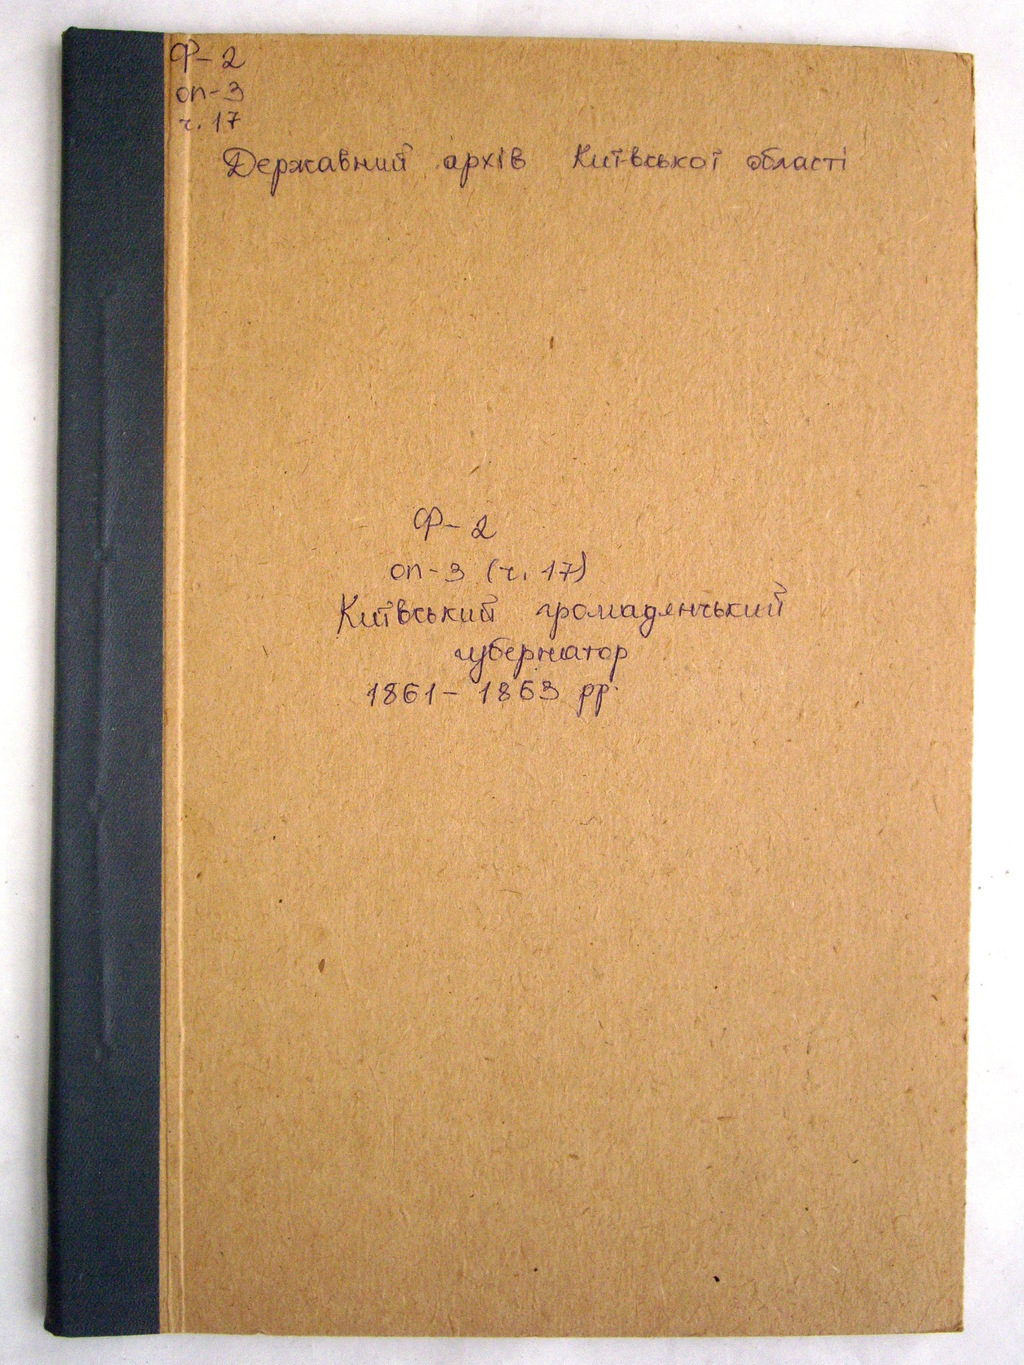 Ф-2
оп-3
ч.17
Державний архів Київської області
Ф-2
оп-3 (ч. 17)
Київський громадянський
губернатор
1861-1863 рр.